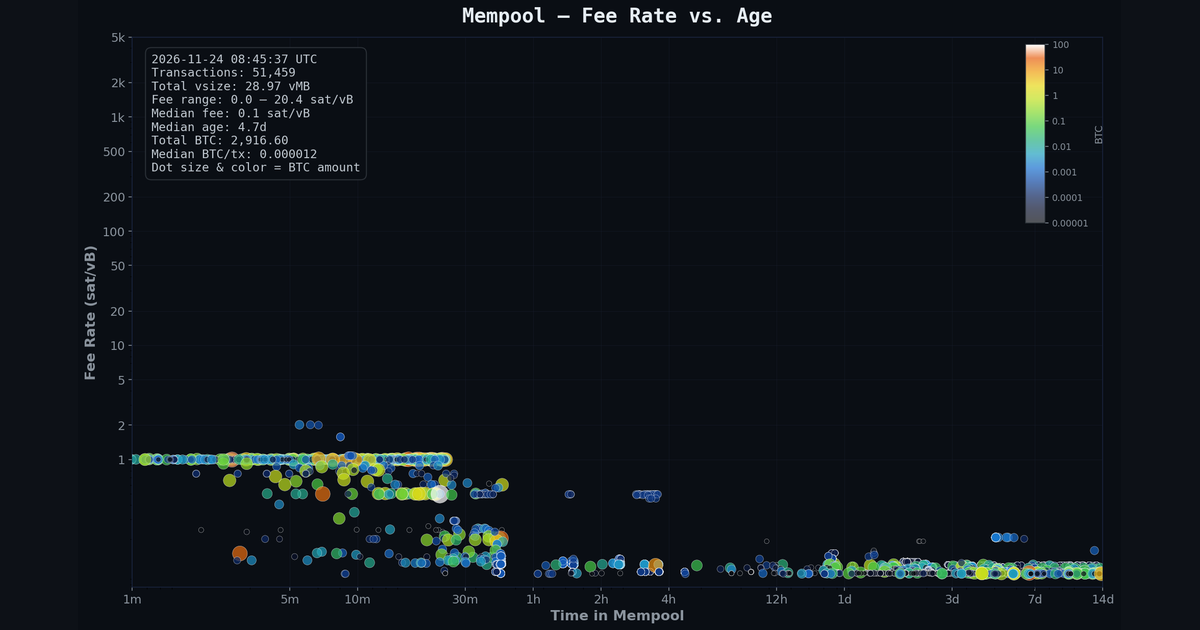 Mempool — Fee Rate vs. Age
2026-11-24 08:45:37 UTC
Transactions: 51,459
Total vsize: 28.97 vMB
Fee range: 0.0 — 20.4 sat/vB
Median fee: 0.1 sat/vB
Median age: 4.7d
Total BTC: 2,916.60
Median BTC/tx: 0.000012
Dot size & color = BTC amount
5k
2k
1k
500
200
100
50
20
10
5
2
1
Fee Rate (sat/vB)
100
10
1
0.1
0.01
0.001
0.0001
0.00001
BTC
1m 5m 10m 30m 1h 2h 4h 12h 1d 3d 7d 14d
Time in Mempool